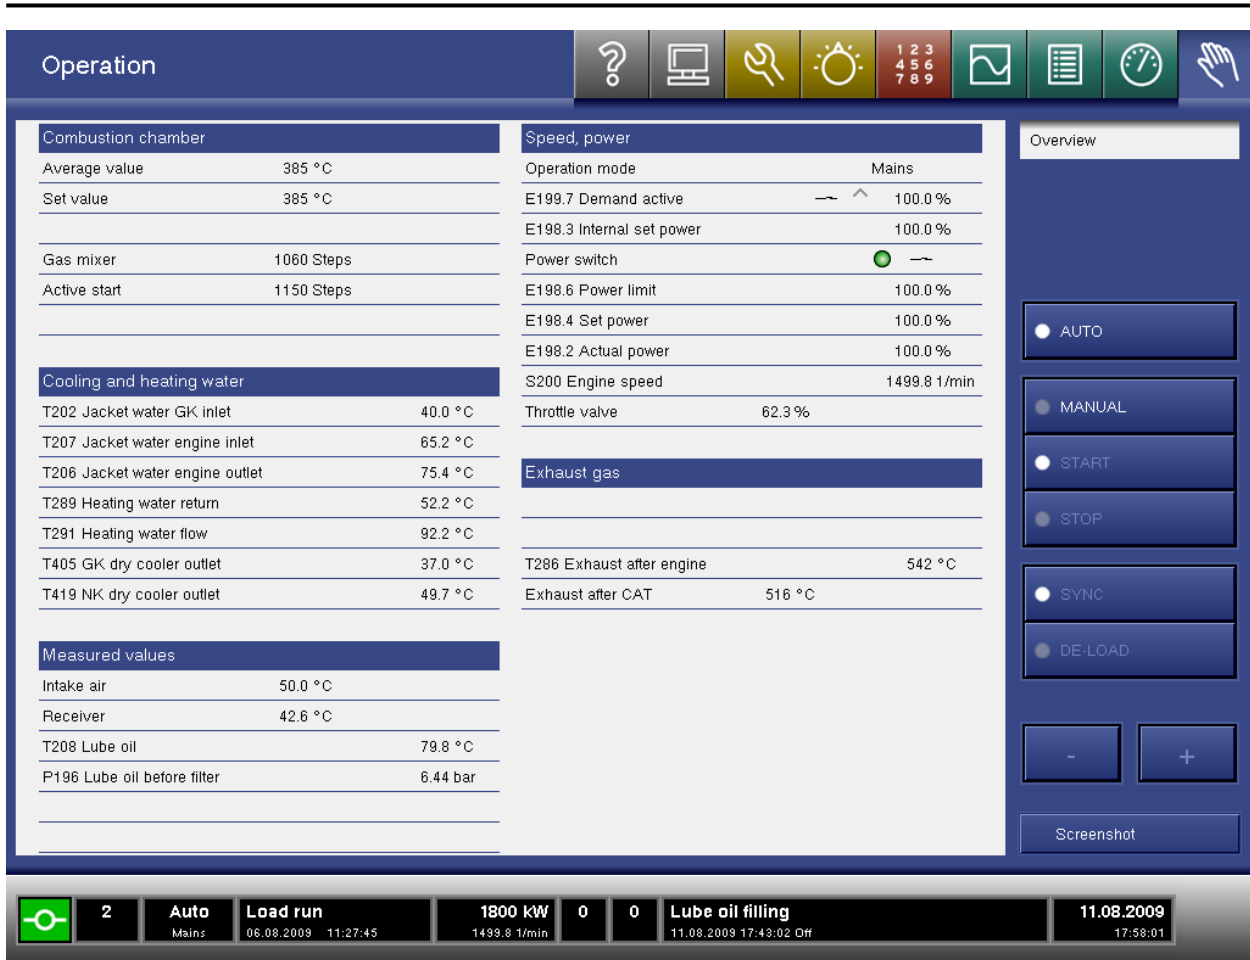 Operation
1 2 3
4 5 6
7 8 9
Combustion chamber
Average value 385 °C
Set value 385 °C
Gas mixer 1060 Steps
Active start 1150 Steps
Cooling and heating water
T202 Jacket water GK inlet 40.0 °C
T207 Jacket water engine inlet 65.2 °C
T206 Jacket water engine outlet 75.4 °C
T289 Heating water return 52.2 °C
T291 Heating water flow 92.2 °C
T405 GK dry cooler outlet 37.0 °C
T419 NK dry cooler outlet 49.7 °C
Measured values
Intake air 50.0 °C
Receiver 42.6 °C
T208 Lube oil 79.8 °C
P196 Lube oil before filter 6.44 bar
Speed, power
Operation mode Mains
E199.7 Demand active 100.0 %
E198.3 Internal set power 100.0 %
Power switch
E198.6 Power limit 100.0 %
E198.4 Set power 100.0 %
E198.2 Actual power 100.0 %
S200 Engine speed 1499.8 1/min
Throttle valve 62.3 %
Exhaust gas
T286 Exhaust after engine 542 °C
Exhaust after CAT 516 °C
Overview
AUTO
MANUAL
START
STOP
SYNC
DE-LOAD
- +
Screenshot
2 Auto Load run 1800 kW 0 0 Lube oil filling 11.08.2009
Mains 06.08.2009 11:27:45 1499.8 1/min 11.08.2009 17:43:02 Off 17:58:01